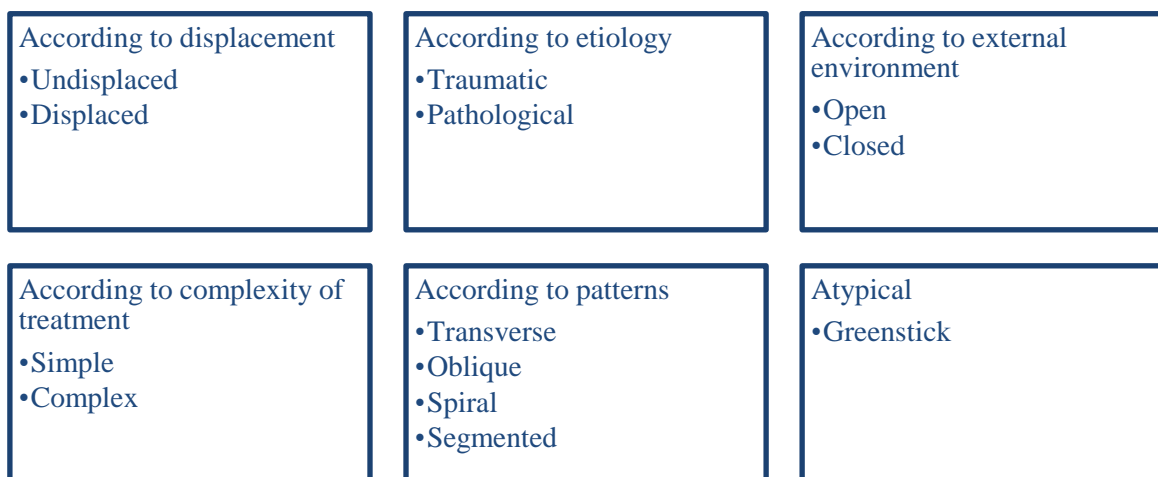 According to displacement
•Undisplaced
•Displaced
According to etiology
•Traumatic
•Pathological
According to external
environment
•Open
•Closed
According to complexity of
treatment
•Simple
•Complex
According to patterns
•Transverse
•Oblique
•Spiral
•Segmented
Atypical
•Greenstick